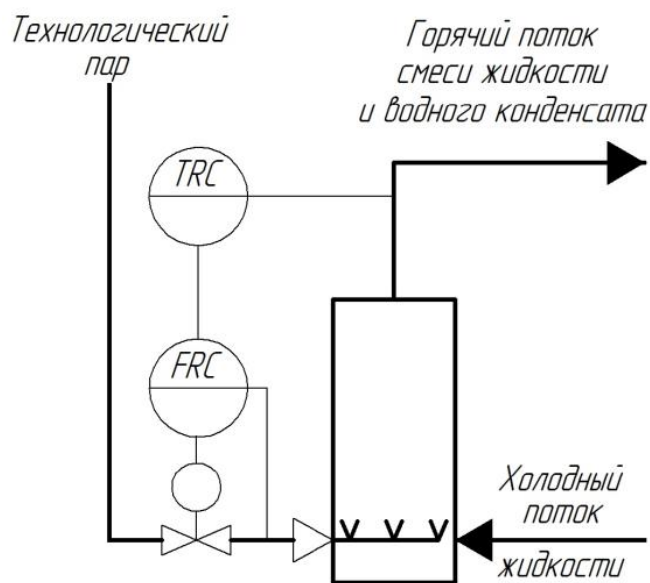 Технологический
пар
Горячий поток
смеси жидкости
и водного конденсата
TRC
FRC
Холодный
поток
жидкости